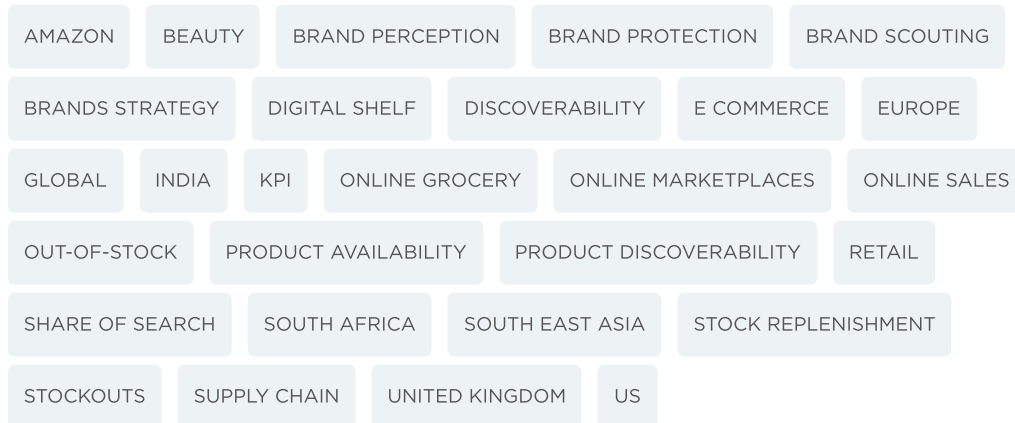 AMAZON BEAUTY BRAND PERCEPTION BRAND PROTECTION BRAND SCOUTING
BRANDS STRATEGY DIGITAL SHELF DISCOVERABILITY E COMMERCE EUROPE
GLOBAL INDIA KPI ONLINE GROCERY ONLINE MARKETPLACES ONLINE SALES
OUT-OF-STOCK PRODUCT AVAILABILITY PRODUCT DISCOVERABILITY RETAIL
SHARE OF SEARCH SOUTH AFRICA SOUTH EAST ASIA STOCK REPLENISHMENT
STOCKOUTS SUPPLY CHAIN UNITED KINGDOM US